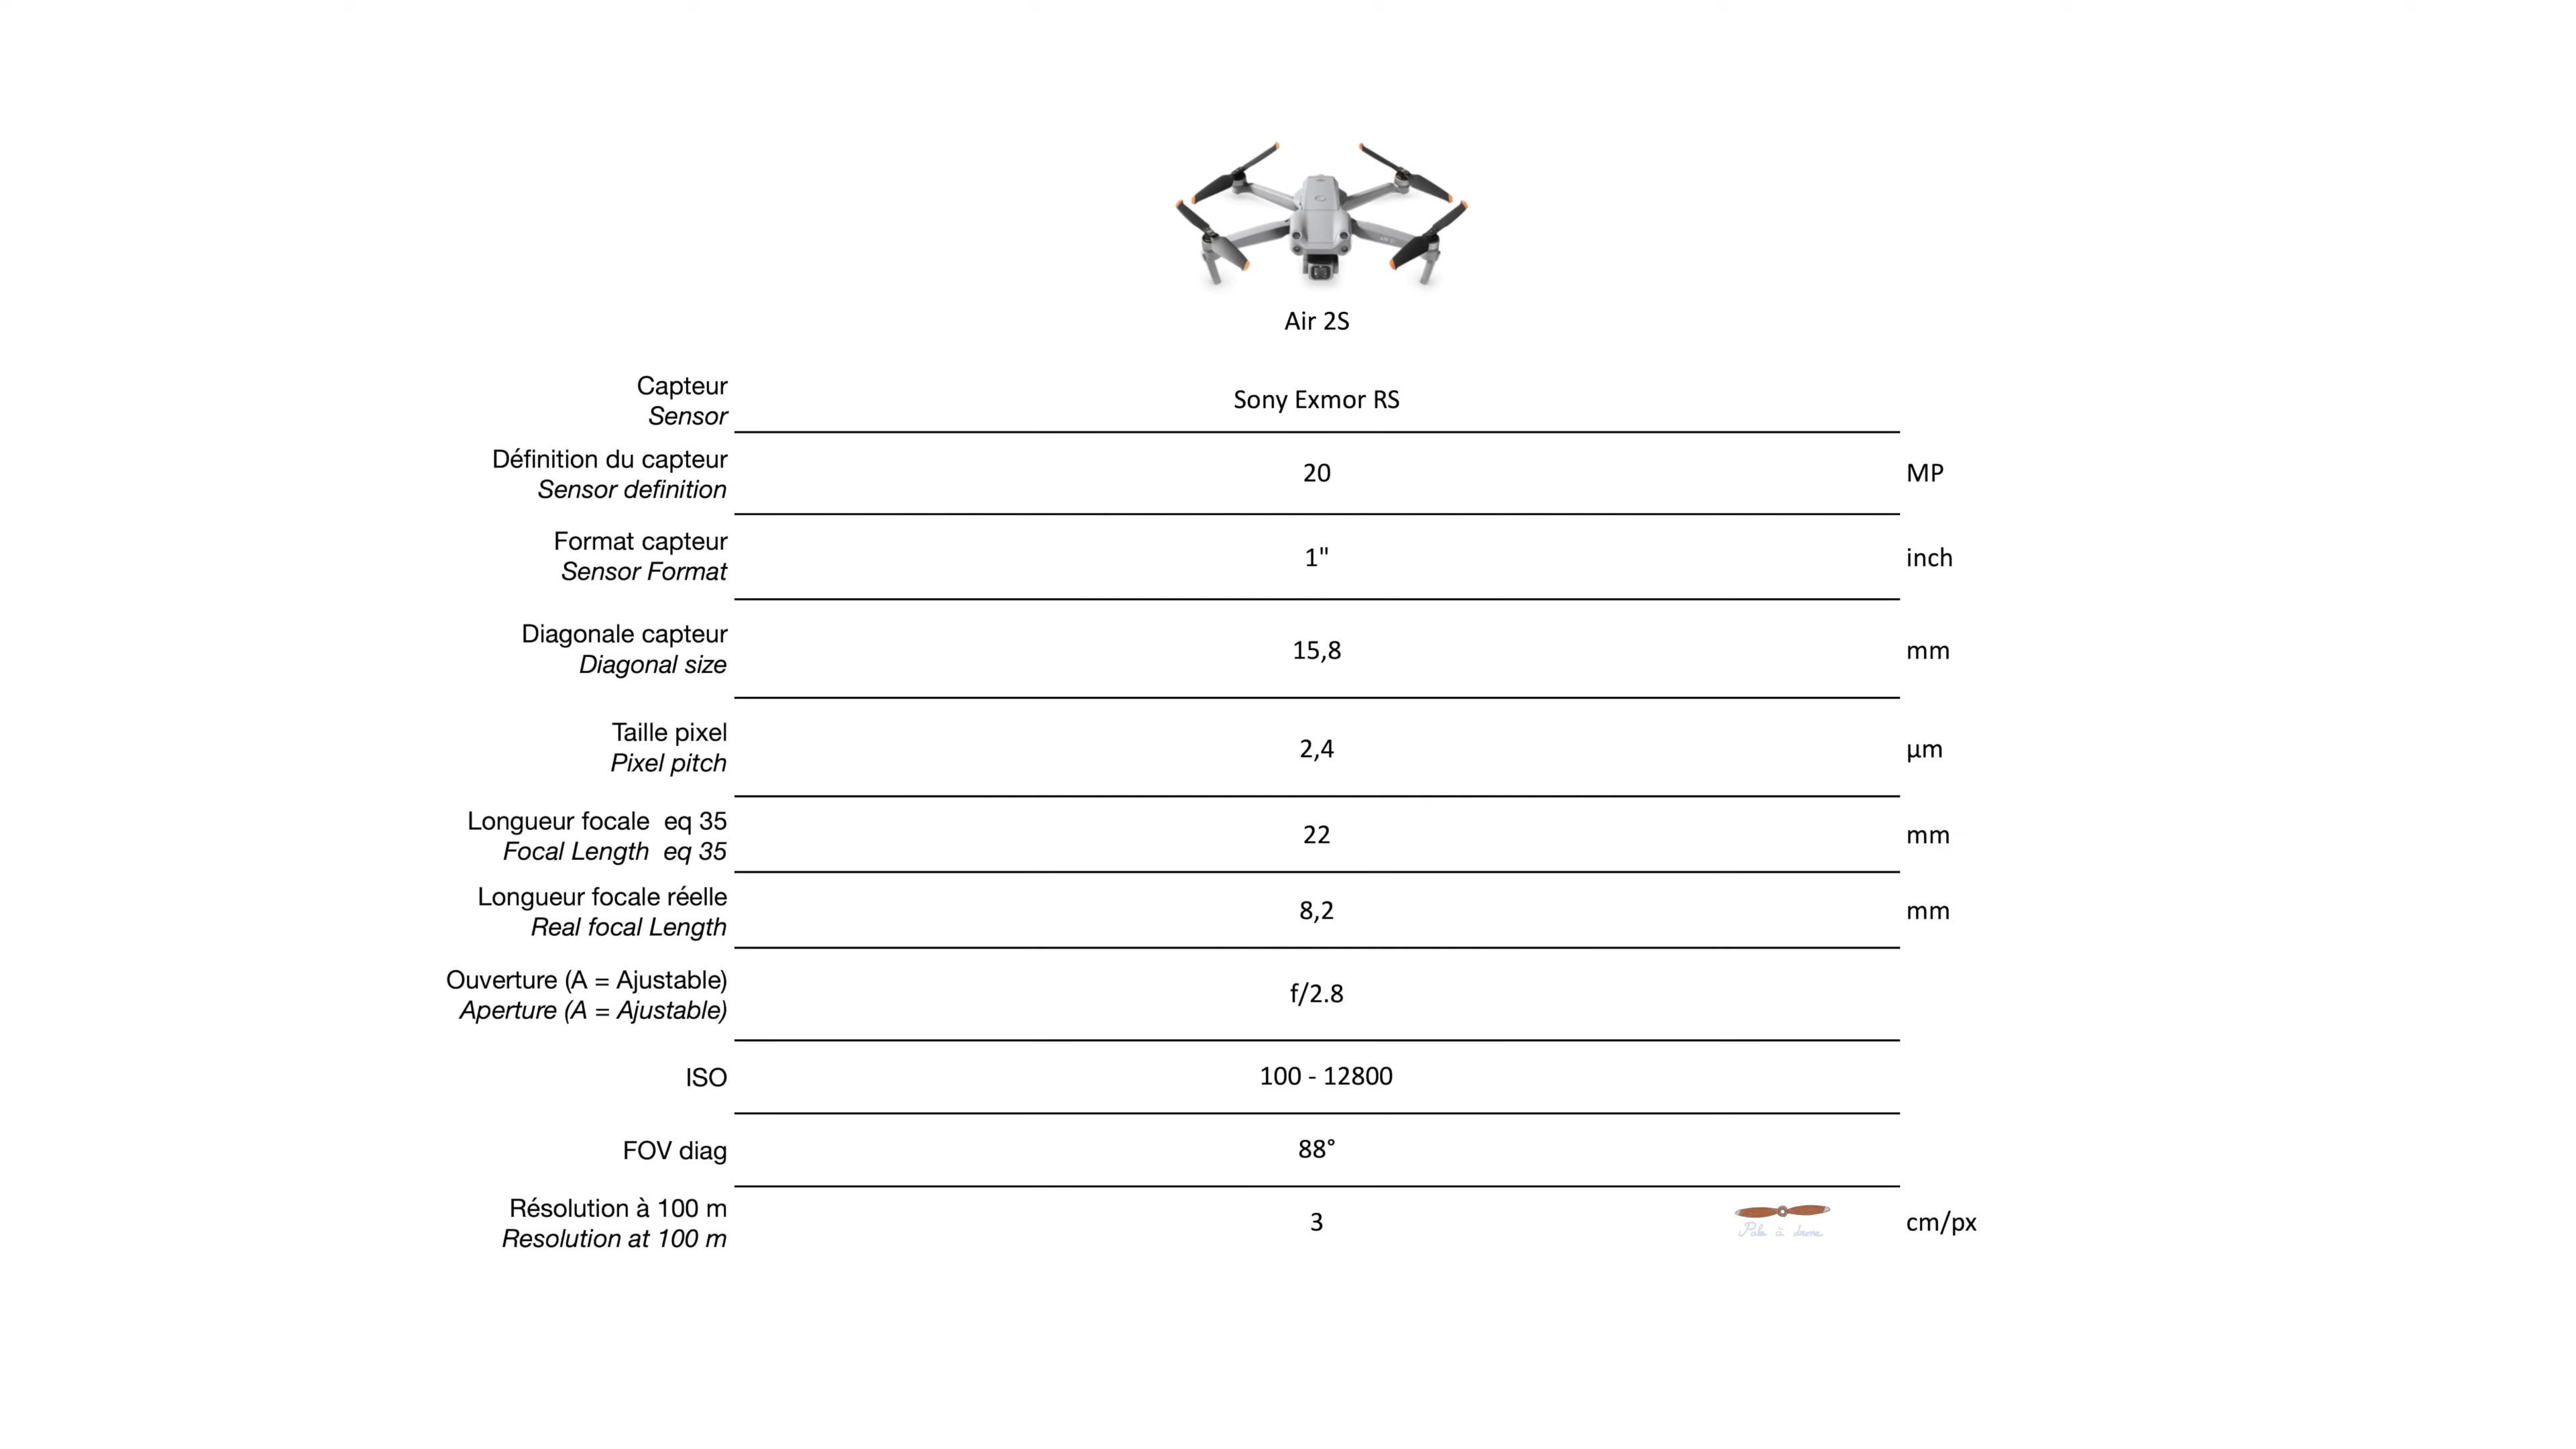 Air 2S
Capteur
Sensor
Sony Exmor RS
Définition du capteur
Sensor definition
20
MP
Format capteur
Sensor Format
1"
inch
Diagonale capteur
Diagonal size
15,8
mm
Taille pixel
Pixel pitch
2,4
µm
Longueur focale eq 35
Focal Length eq 35
22
mm
Longueur focale réelle
Real focal Length
8,2
mm
Ouverture (A = Ajustable)
Aperture (A = Ajustable)
f/2.8
ISO
100 - 12800
FOV diag
88°
Résolution à 100 m
Resolution at 100 m
3
Pale à drone
cm/px